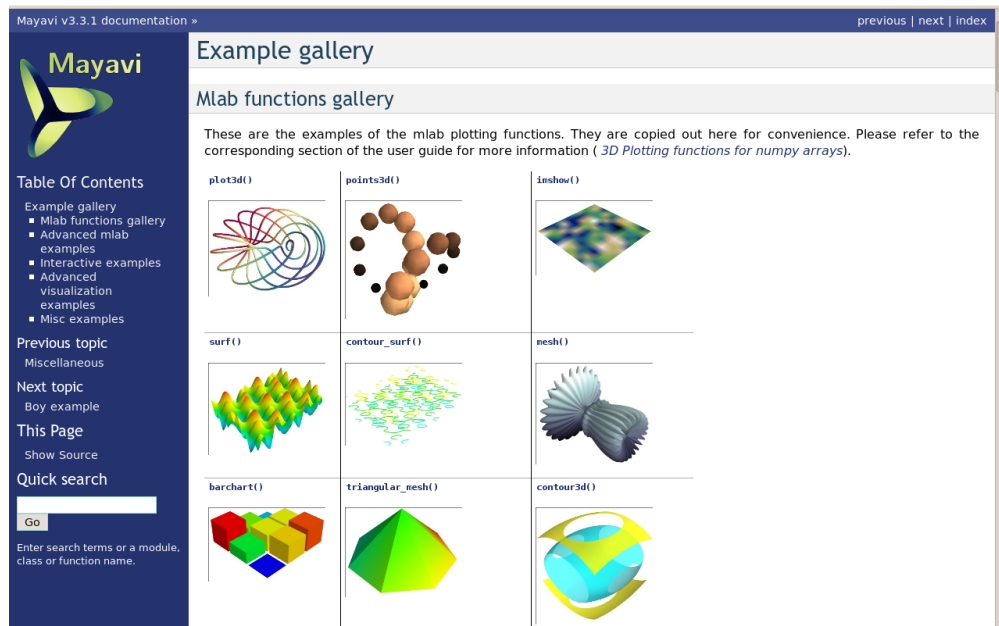 Mayavi v3.3.1 documentation »
previous | next | index
Mayavi
Table Of Contents
Example gallery
Mlab functions gallery
Advanced mlab
examples
Interactive examples
Advanced
visualization
examples
Misc examples
Previous topic
Miscellaneous
Next topic
Boy example
This Page
Show Source
Quick search
Go
Enter search terms or a module,
class or function name.
Example gallery
Mlab functions gallery
These are the examples of the mlab plotting functions. They are copied out here for convenience. Please refer to the
corresponding section of the user guide for more information ( 3D Plotting functions for numpy arrays).
plot3d()
points3d()
imshow()
surf()
contour_surf()
mesh()
barchart()
triangular_mesh()
contour3d()